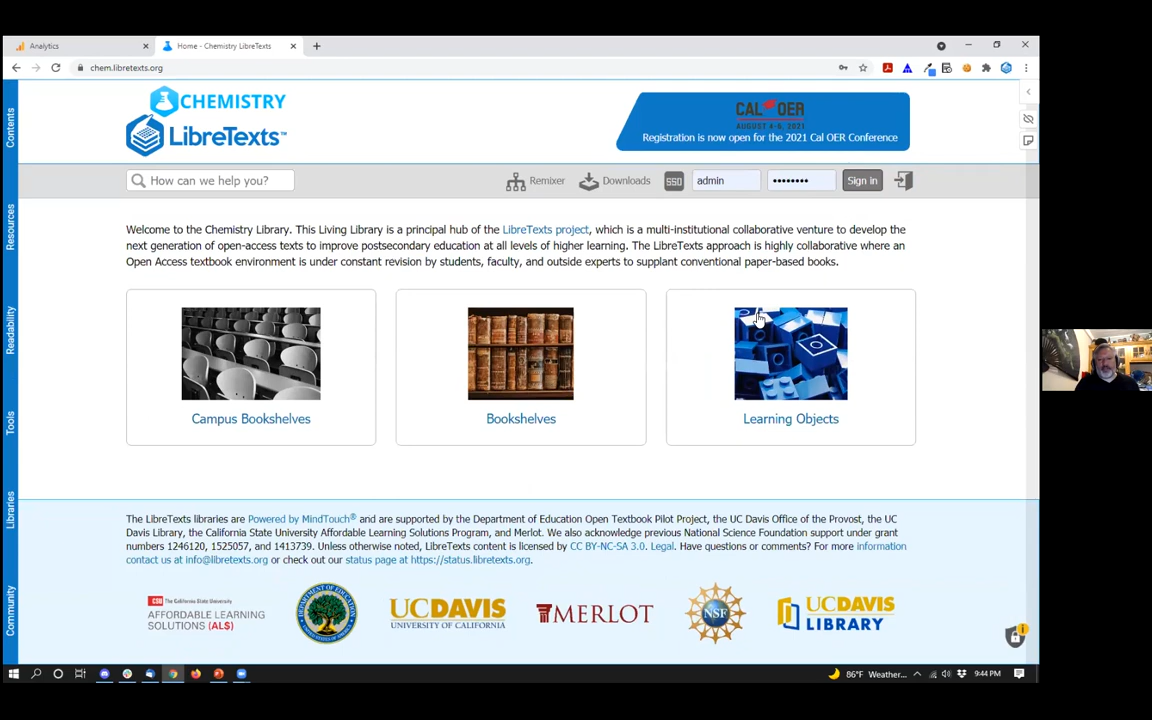 Analytics
Home - Chemistry LibreTexts
chem.libretexts.org
CHEMISTRY
LibreTexts™
CAL OER
AUGUST 4-6, 2021
Registration is now open for the 2021 Cal OER Conference
How can we help you?
Remixer
Downloads
SSO
admin
••••••••
Sign in
Contents
Resources
Readability
Tools
Libraries
Community
Welcome to the Chemistry Library. This Living Library is a principal hub of the LibreTexts project, which is a multi-institutional collaborative venture to develop the
next generation of open-access texts to improve postsecondary education at all levels of higher learning. The LibreTexts approach is highly collaborative where an
Open Access textbook environment is under constant revision by students, faculty, and outside experts to supplant conventional paper-based books.
Campus Bookshelves
Bookshelves
Learning Objects
The LibreTexts libraries are Powered by MindTouch® and are supported by the Department of Education Open Textbook Pilot Project, the UC Davis Office of the Provost, the UC
Davis Library, the California State University Affordable Learning Solutions Program, and Merlot. We also acknowledge previous National Science Foundation support under grant
numbers 1246120, 1525057, and 1413739. Unless otherwise noted, LibreTexts content is licensed by CC BY-NC-SA 3.0. Legal. Have questions or comments? For more information
contact us at info@libretexts.org or check out our status page at https://status.libretexts.org.
CSU The California State University
AFFORDABLE LEARNING
SOLUTIONS (AL$)
UCDAVIS
UNIVERSITY OF CALIFORNIA
MERLOT
NSF
UCDAVIS
LIBRARY
86°F Weather...
9:44 PM